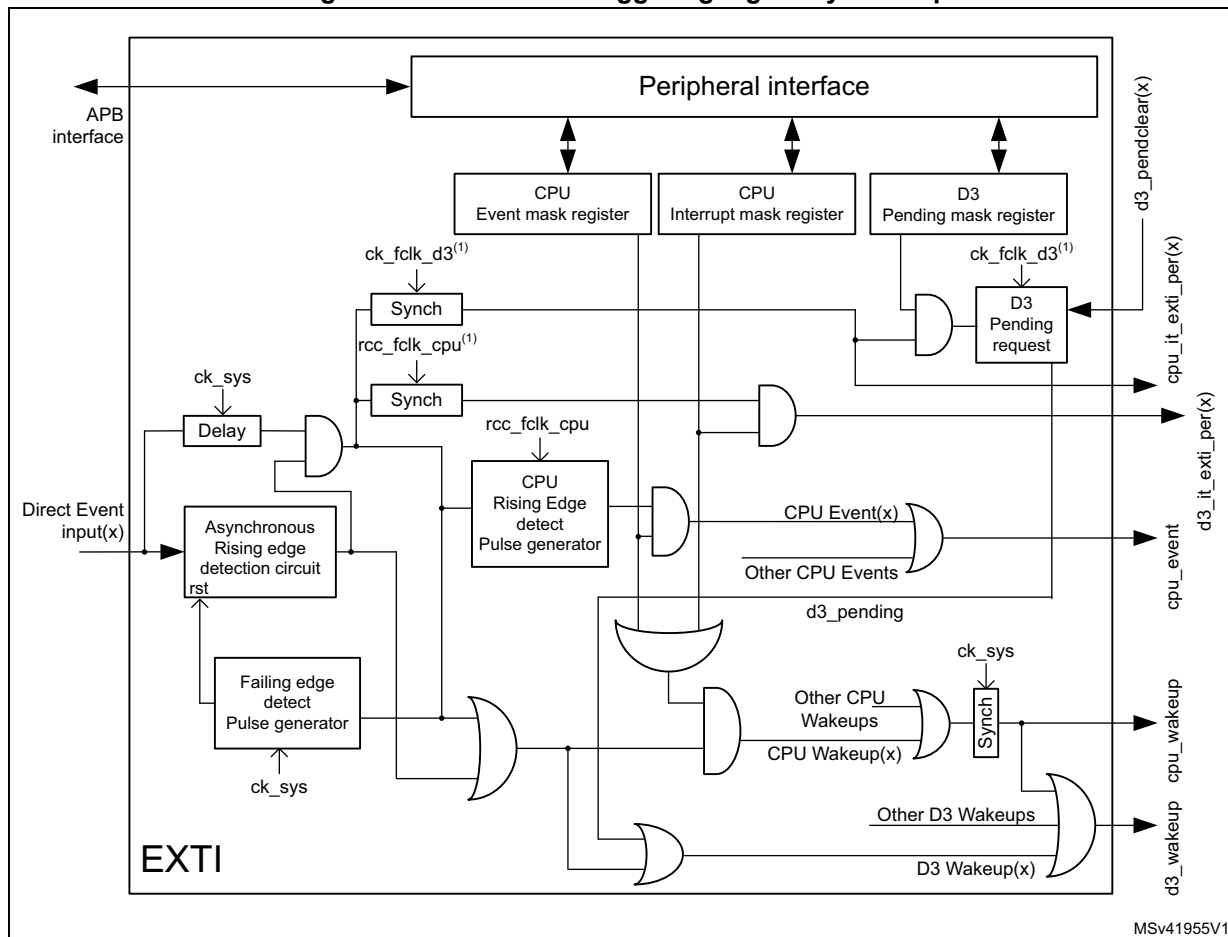 Peripheral interface
APB
interface
d3_pendclear(x)
CPU
Event mask register
CPU
Interrupt mask register
D3
Pending mask register
ck_fclk_d3(1)
ck_fclk_d3(1)
Synch
D3
Pending
request
cpu_it_exti_per(x)
rcc_fclk_cpu(1)
ck_sys
Synch
Delay
rcc_fclk_cpu
d3_it_exti_per(x)
CPU
Rising Edge
detect
Pulse generator
Direct Event
input(x)
Asynchronous
Rising edge
detection circuit
rst
CPU Event(x)
Other CPU Events
cpu_event
d3_pending
Failing edge
detect
Pulse generator
ck_sys
ck_sys
Other CPU
Wakeups
Synch
CPU Wakeup(x)
cpu_wakeup
Other D3 Wakeups
D3 Wakeup(x)
d3_wakeup
EXTI
MSv41955V1